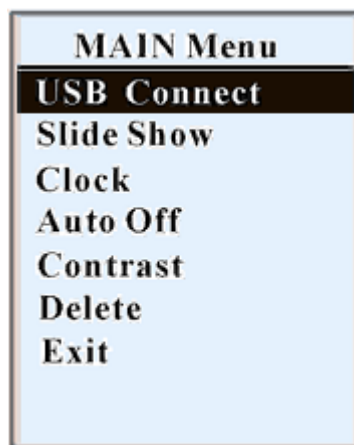 MAIN Menu
USB Connect
Slide Show
Clock
Auto Off
Contrast
Delete
Exit